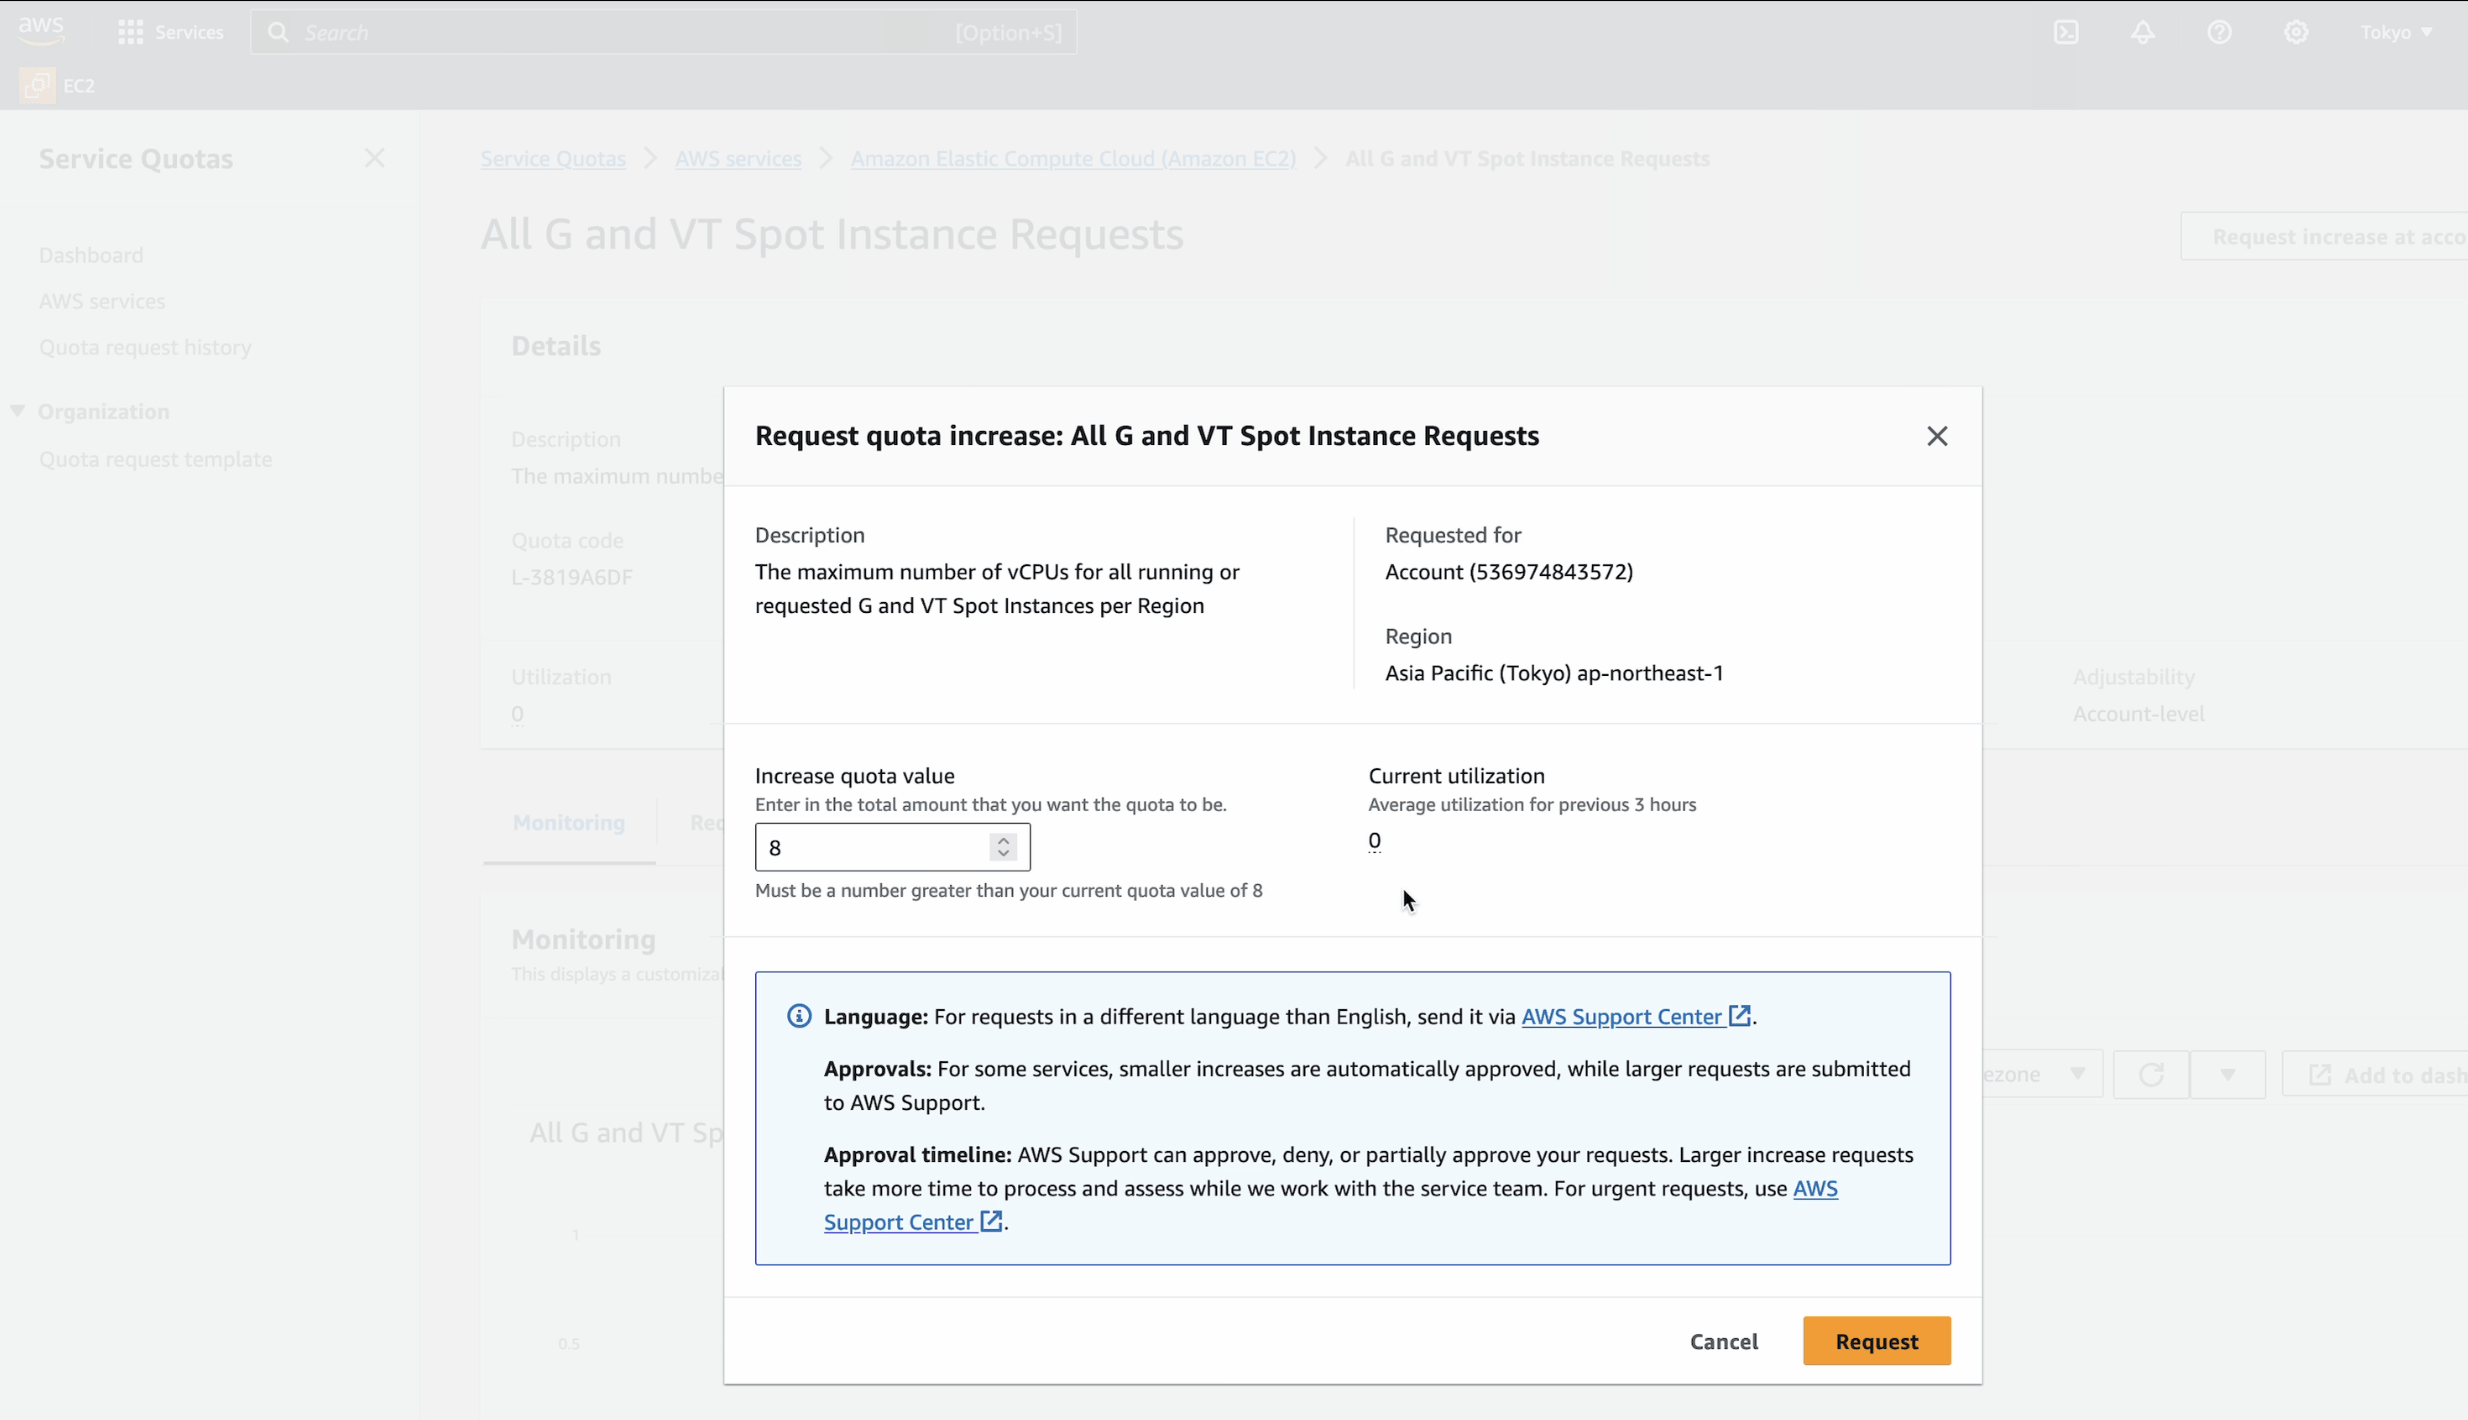 aws
Services
Search
[Option+S]
Tokyo
EC2
Service Quotas
Dashboard
AWS services
Quota request history
Organization
Quota request template
Service Quotas
AWS services
Amazon Elastic Compute Cloud (Amazon EC2)
All G and VT Spot Instance Requests
All G and VT Spot Instance Requests
Request increase at acco
Details
Description
The maximum numbe
Quota code
L-3819A6DF
Utilization
0
Adjustability
Account-level
Monitoring
Rec
Monitoring
This displays a customizal
ezone
Add to dash
All G and VT Sp
1
0.5
Request quota increase: All G and VT Spot Instance Requests
Description
The maximum number of vCPUs for all running or
requested G and VT Spot Instances per Region
Requested for
Account (536974843572)
Region
Asia Pacific (Tokyo) ap-northeast-1
Increase quota value
Enter in the total amount that you want the quota to be.
8
Must be a number greater than your current quota value of 8
Current utilization
Average utilization for previous 3 hours
0
Language: For requests in a different language than English, send it via AWS Support Center.
Approvals: For some services, smaller increases are automatically approved, while larger requests are submitted
to AWS Support.
Approval timeline: AWS Support can approve, deny, or partially approve your requests. Larger increase requests
take more time to process and assess while we work with the service team. For urgent requests, use AWS
Support Center.
Cancel
Request